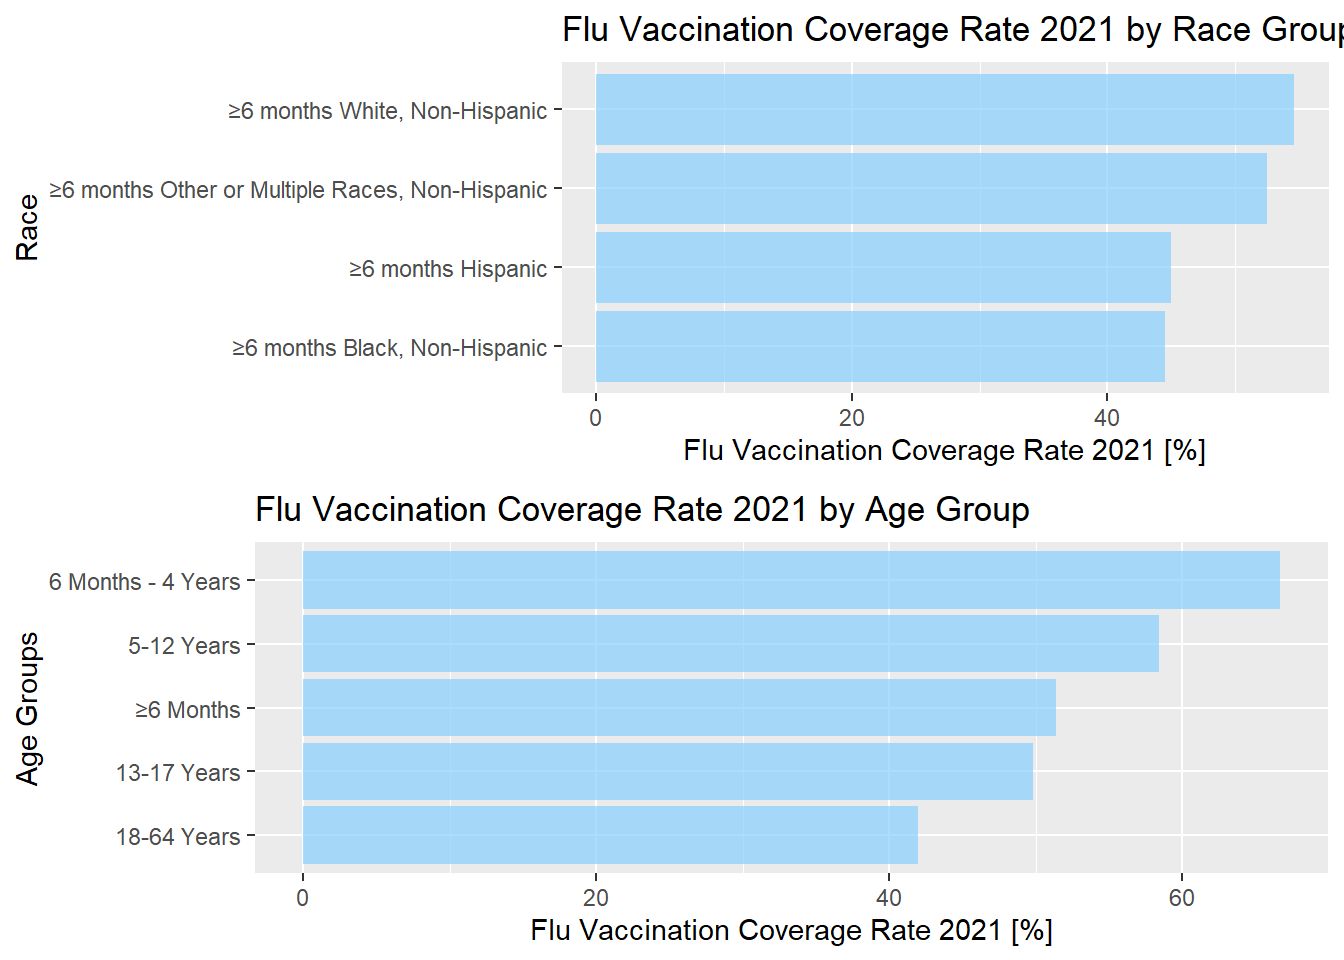 Flu Vaccination Coverage Rate 2021 by Race Group
Race
≥6 months White, Non-Hispanic
≥6 months Other or Multiple Races, Non-Hispanic
≥6 months Hispanic
≥6 months Black, Non-Hispanic
0 20 40
Flu Vaccination Coverage Rate 2021 [%]
Flu Vaccination Coverage Rate 2021 by Age Group
Age Groups
6 Months - 4 Years
5-12 Years
≥6 Months
13-17 Years
18-64 Years
0 20 40 60
Flu Vaccination Coverage Rate 2021 [%]